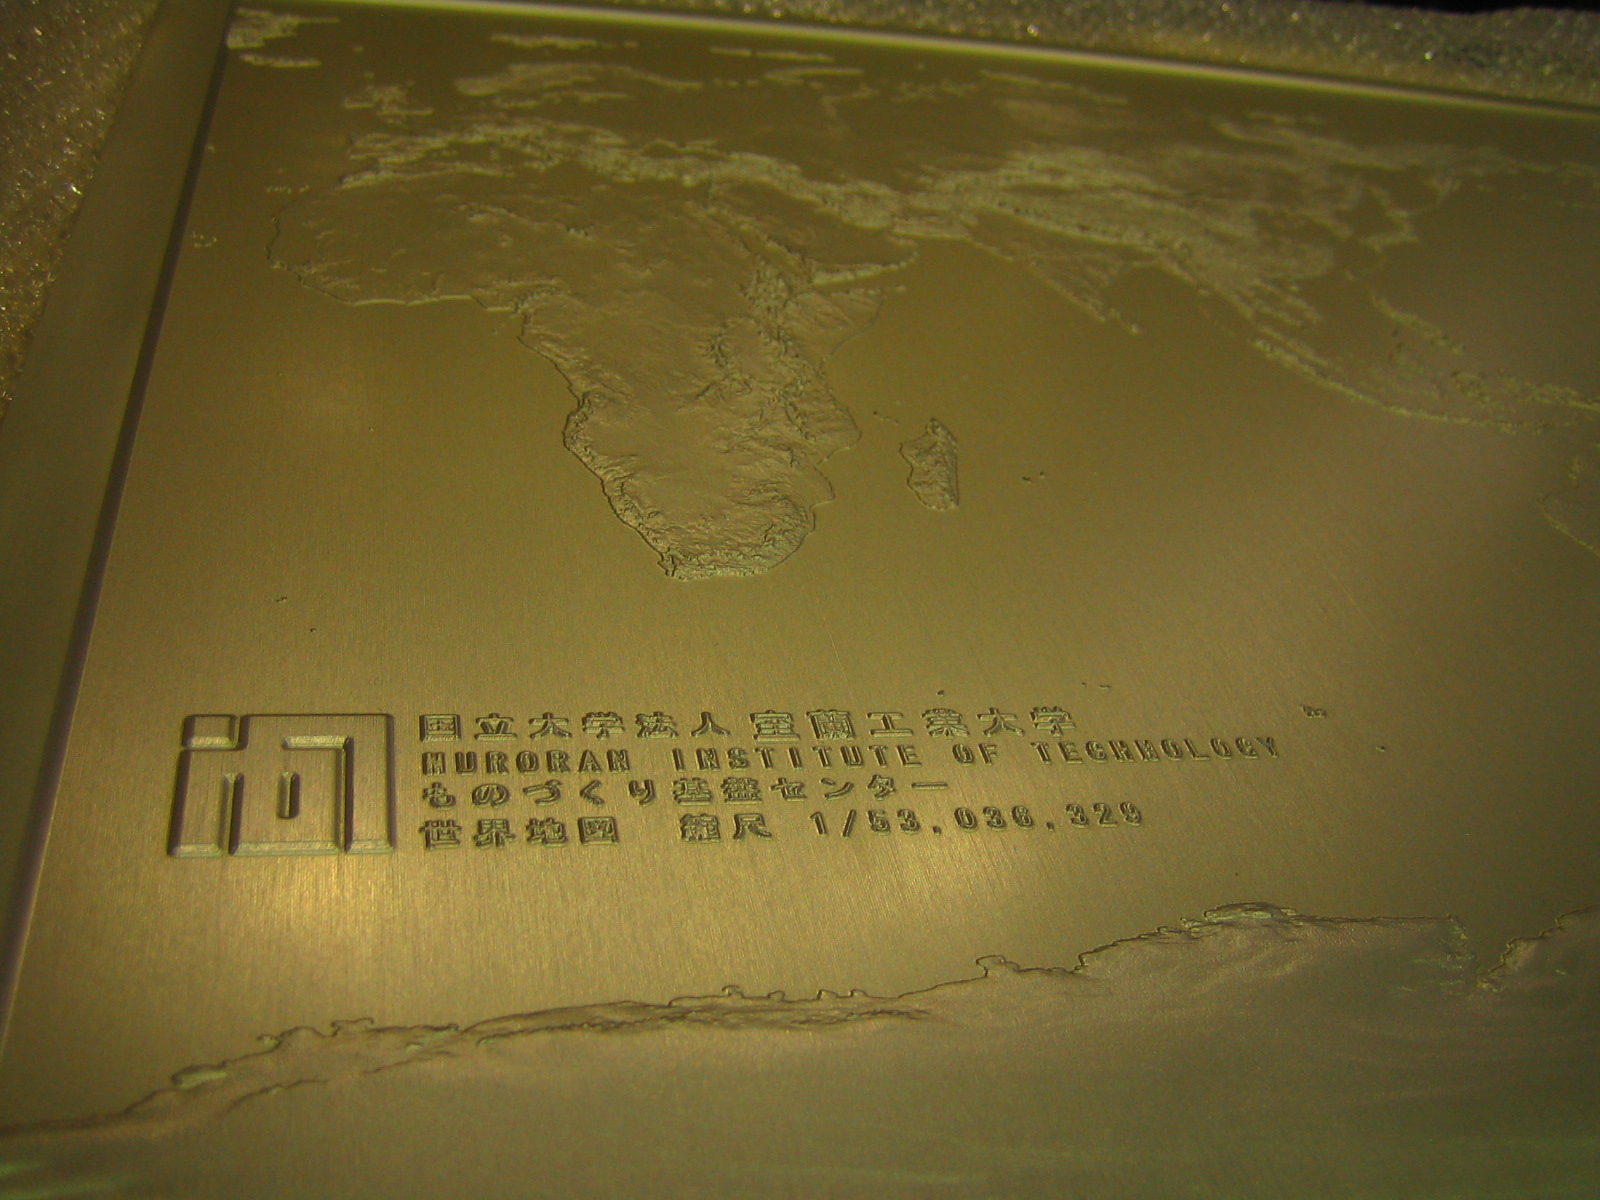 国立大学法人 室蘭工業大学
MURORAN INSTITUTE OF TECHNOLOGY
ものづくり基盤センター
世界地図 縮尺 1/53,036,329